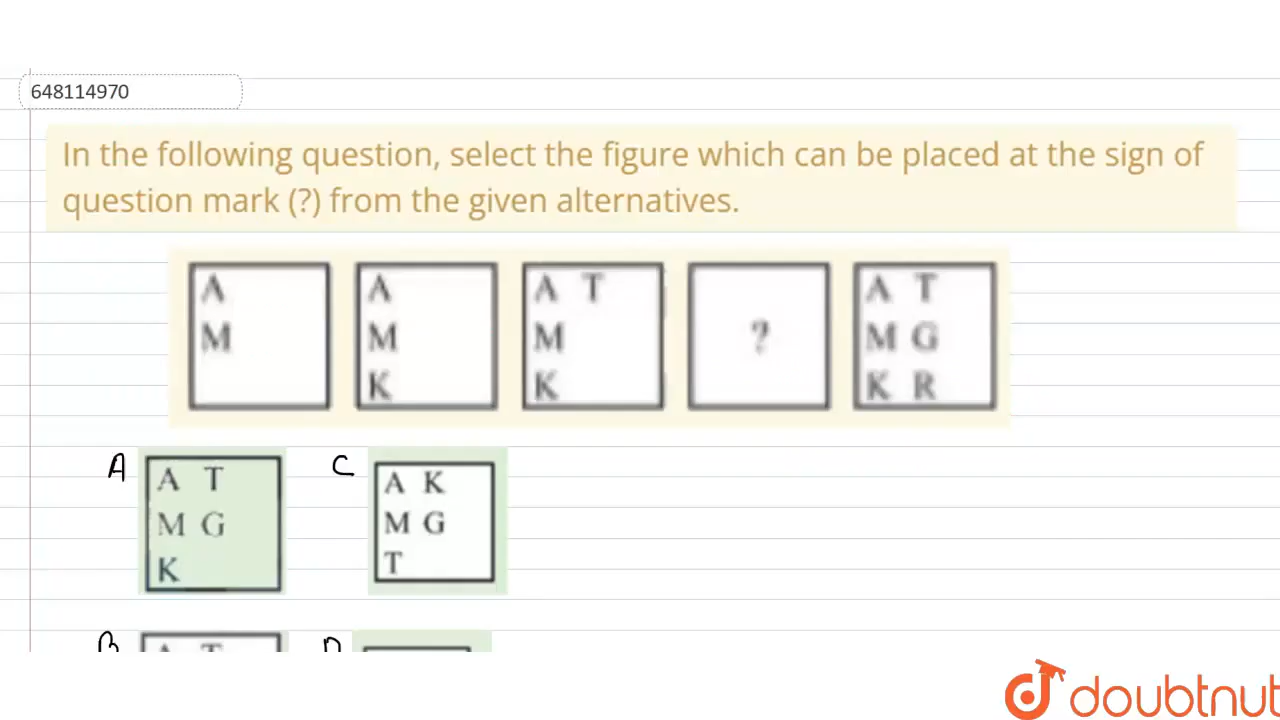 648114970
In the following question, select the figure which can be placed at the sign of
question mark (?) from the given alternatives.
A
M
A
M
K
A T
M
K
?
A T
M G
K R
A
A T
M G
K
C
A K
M G
T
B
A T
D
doubtnut